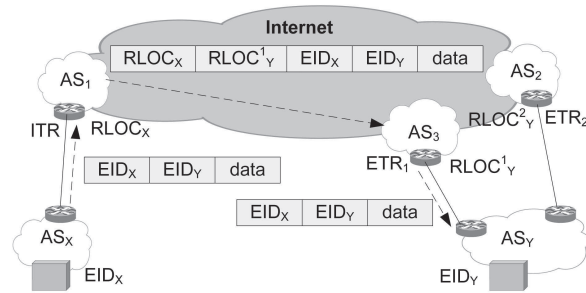 Internet
RLOCX RLOC1Y EIDX EIDY data
AS1
AS2
ITR RLOCX
RLOC2Y ETR2
AS3
ETR1 RLOC1Y
EIDX EIDY data
EIDX EIDY data
ASX
ASY
EIDX
EIDY